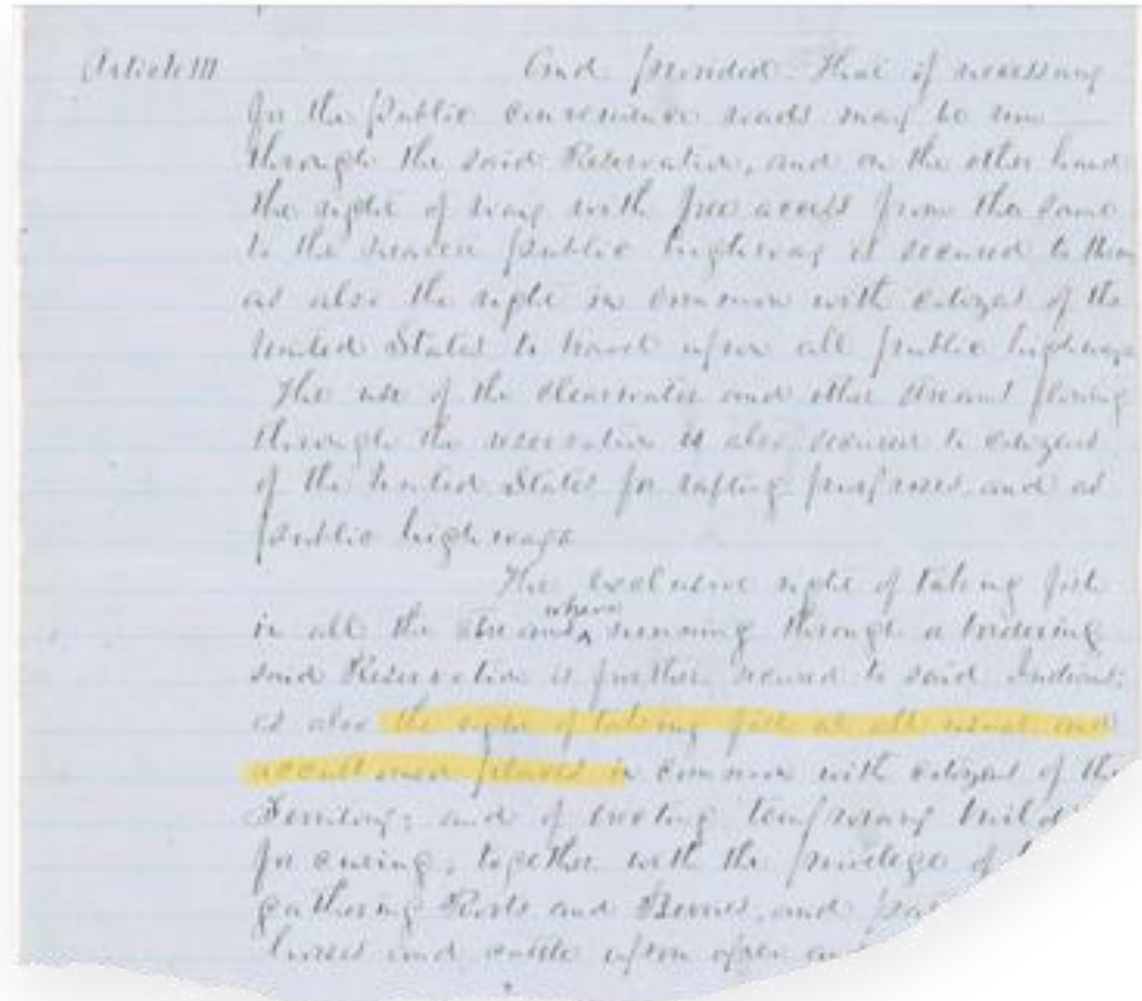 Article III And provided. That if necessary
for the public convenience roads may be run
through the said Reservation, and on the other hand
the right of way with free access from the same
to the nearest public highway is secured to them
as also the right in common with citizens of the
United States to travel upon all public highways
The use of the Clearwater and other streams flowing
through the reservation is also secured to citizens
of the United States for rafting purposes, and as
public highways
The exclusive right of taking fish
in all the streams where running through or bordering
said Reservation is further secured to said Indians;
as also the right of taking fish at all usual and
accustomed places in common with citizens of the
Territory; and of erecting temporary build
for curing, together with the privilege of
gathering Roots and Berries, and
horses and cattle upon open and